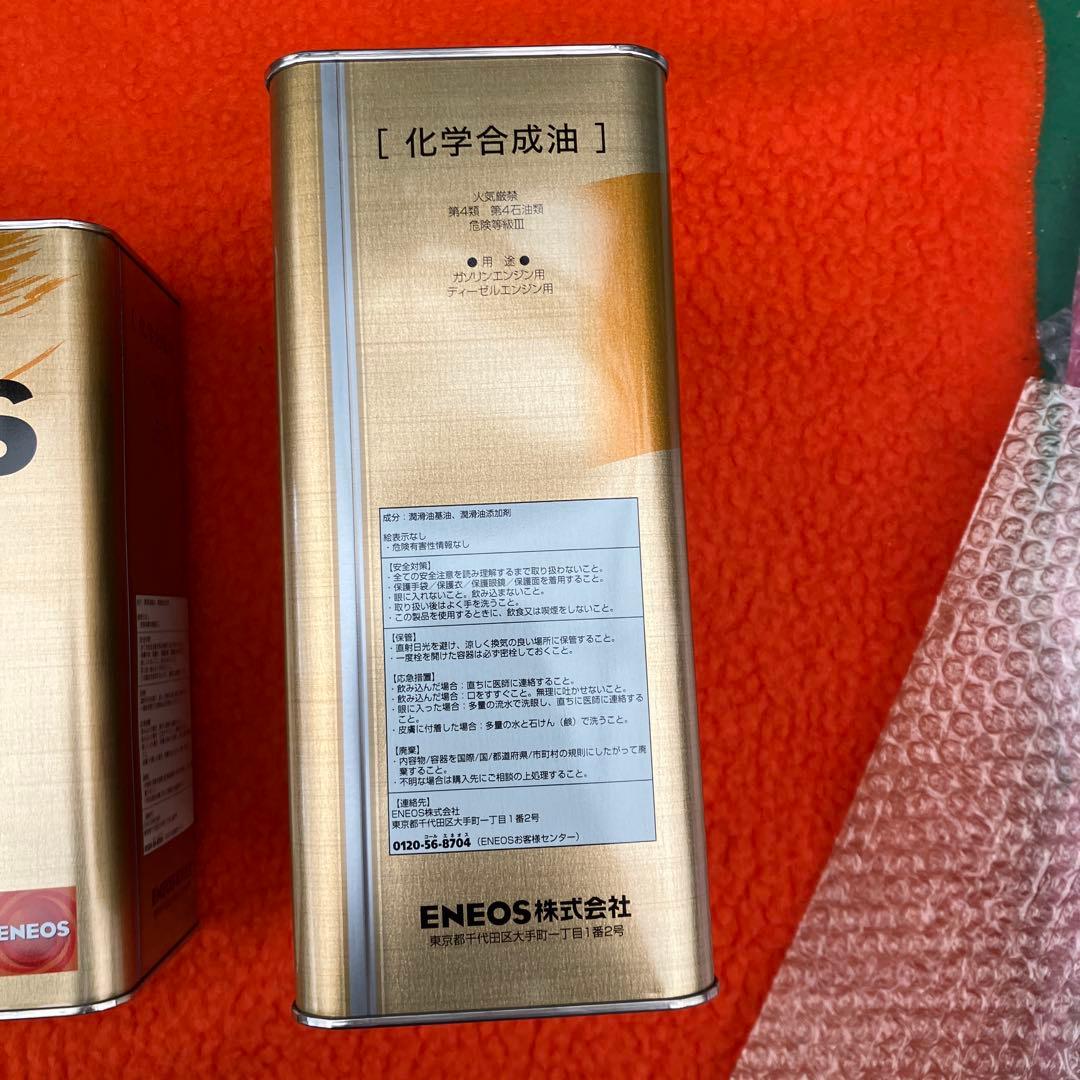 [ 化学合成油 ]
火気厳禁
第4類 第4石油類
危険等級Ⅲ
● 用 途 ●
ガソリンエンジン用
ディーゼルエンジン用
成分：潤滑油基油、潤滑油添加剤
絵表示なし
・危険有害性情報なし
【安全対策】
・全ての安全注意を読み理解するまで取り扱わないこと。
・保護手袋／保護衣／保護眼鏡／保護面を着用すること。
・眼に入れないこと。飲み込まないこと。
・取り扱い後はよく手を洗うこと。
・この製品を使用するときに、飲食又は喫煙をしないこと。
【保管】
・直射日光を避け、涼しく換気の良い場所に保管すること。
・一度栓を開けた容器は必ず密栓しておくこと。
【応急措置】
・飲み込んだ場合：直ちに医師に連絡すること。
・飲み込んだ場合：口をすすぐこと。無理に吐かせないこと。
・眼に入った場合：多量の流水で洗眼し、直ちに医師に連絡する
こと。
・皮膚に付着した場合：多量の水と石けん（鹸）で洗うこと。
【廃棄】
・内容物/容器を国際/国/都道府県/市町村の規則にしたがって廃
棄すること。
・不明な場合は購入先にご相談の上処理すること。
【連絡先】
ENEOS株式会社
東京都千代田区大手町一丁目1番2号
コール エネオス
0120-56-8704（ENEOSお客様センター）
ENEOS株式会社
東京都千代田区大手町一丁目1番2号
S
ENEOS